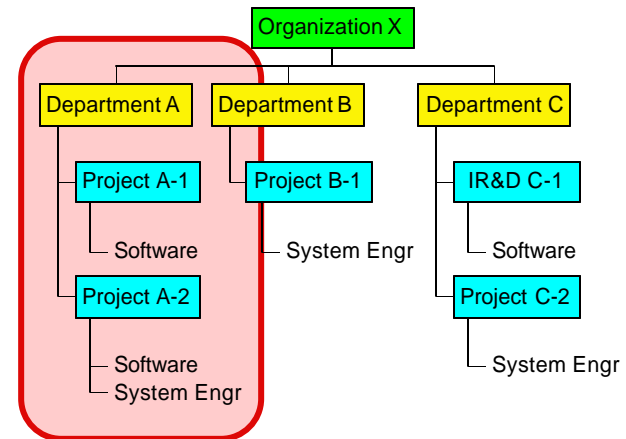 Organization X
Department A
Department B
Department C
Project A-1
Project B-1
IR&D C-1
Software
System Engr
Software
Project A-2
Project C-2
Software
System Engr
System Engr